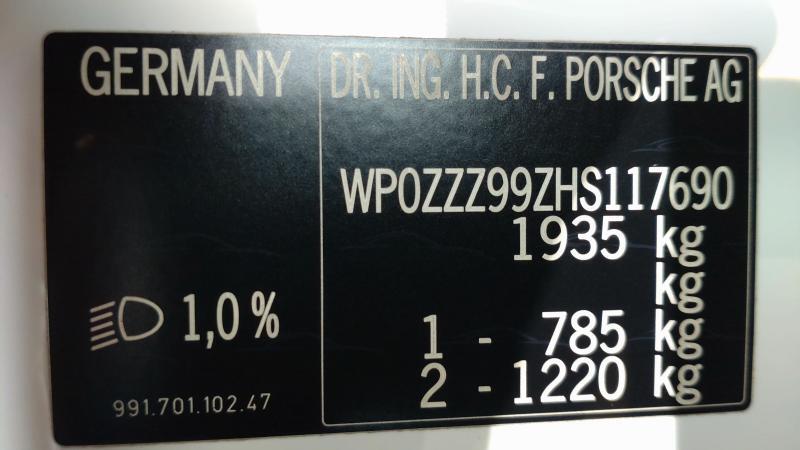 GERMANY
DR. ING. H.C. F. PORSCHE AG
WP0ZZZ99ZHS117690
1935 kg
kg
1 - 785 kg
2 - 1220 kg
1,0 %
991.701.102.47